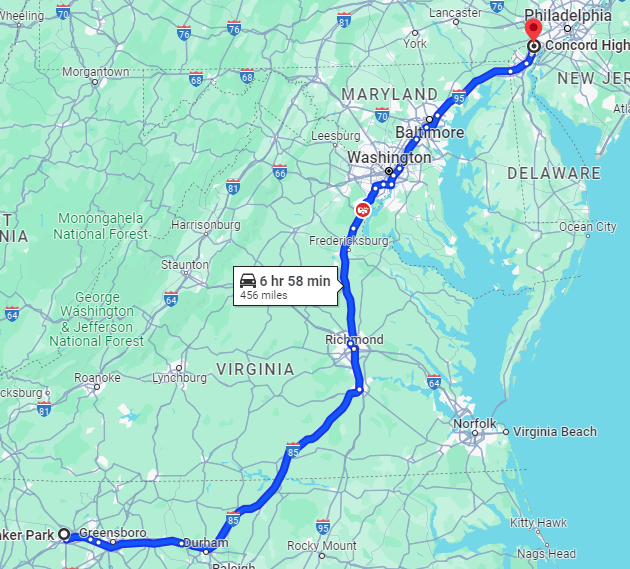 Wheeling
70
76
76
81
Lancaster
76
Philadelphia
York
Concord High
Morgantown
68
68
NEW JER
MARYLAND
95
70
Baltimore
Leesburg
Washington
66
81
DELAWARE
Monongahela
National Forest
Harrisonburg
Ocean City
NIA
Fredericksburg
Staunton
6 hr 58 min
456 miles
George
Washington
& Jefferson
National Forest
64
64
Richmond
VIRGINIA
Roanoke
Lynchburg
64
cksburg
81
Norfolk
Virginia Beach
85
85
95
Kitty Hawk
aker Park
Greensboro
Durham
Rocky Mount
Nags Head
Raleigh